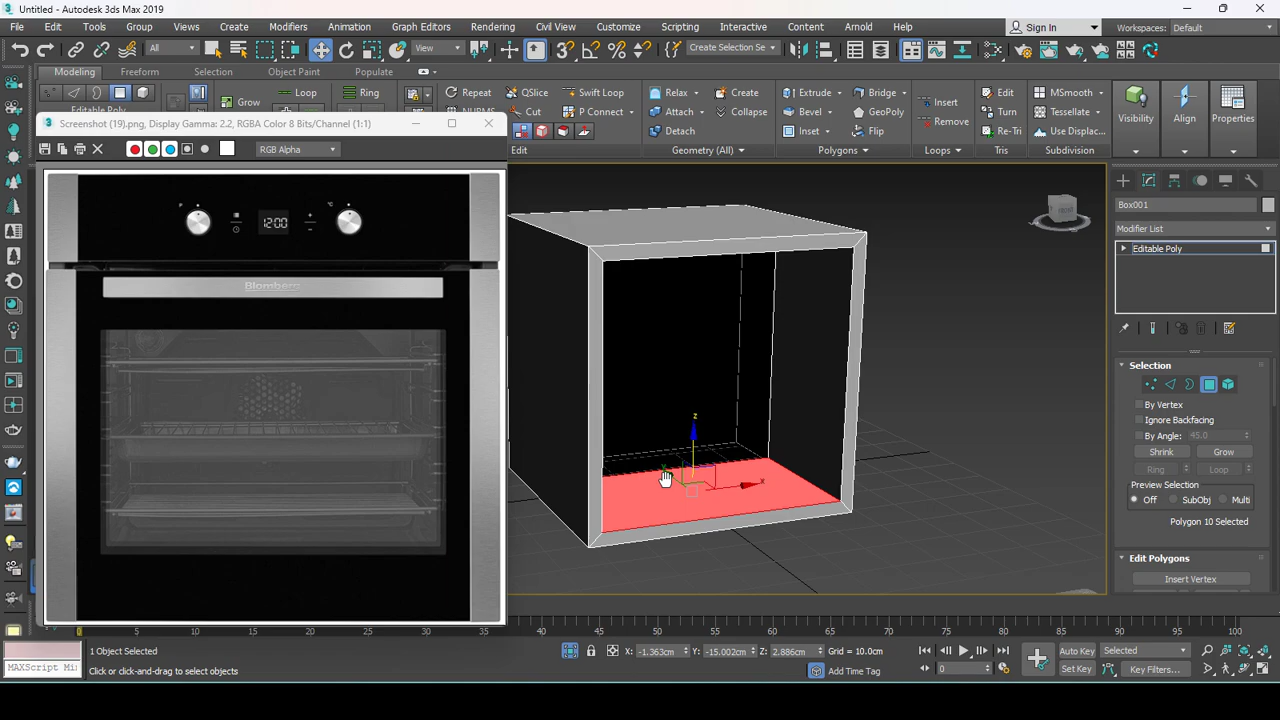 Untitled - Autodesk 3ds Max 2019
File Edit Tools Group Views Create Modifiers Animation Graph Editors Rendering Civil View Customize Scripting Interactive Content Arnold Help Sign In Workspaces: Default
All View Create Selection Se
Modeling Freeform Selection Object Paint Populate
Grow Loop Ring Repeat QSlice Swift Loop Relax Create Extrude Bridge Edit MSmooth
Cut P Connect Attach Collapse Bevel GeoPoly Insert Turn Tessellate Visibility Align Properties
Detach Inset Flip Remove Re-Tri Use Displac...
Edit Geometry (All) Polygons Loops Tris Subdivision
Screenshot (19).png, Display Gamma: 2.2, RGBA Color 8 Bits/Channel (1:1)
RGB Alpha
P °C
12:00
+
-
Blomberg
z
x
FRONT
Box001
Modifier List
Editable Poly
Selection
By Vertex
Ignore Backfacing
By Angle: 45.0
Shrink Grow
Ring Loop
Preview Selection
Off SubObj Multi
Polygon 10 Selected
Edit Polygons
Insert Vertex
0 5 10 15 20 25 30 35 40 45 50 55 60 65 70 75 80 85 90 95 100
1 Object Selected X: -1.363cm Y: -15.002cm Z: 2.886cm Grid = 10.0cm Auto Key Selected
MAXScript Mi Click or click-and-drag to select objects Add Time Tag 0 Set Key Key Filters...